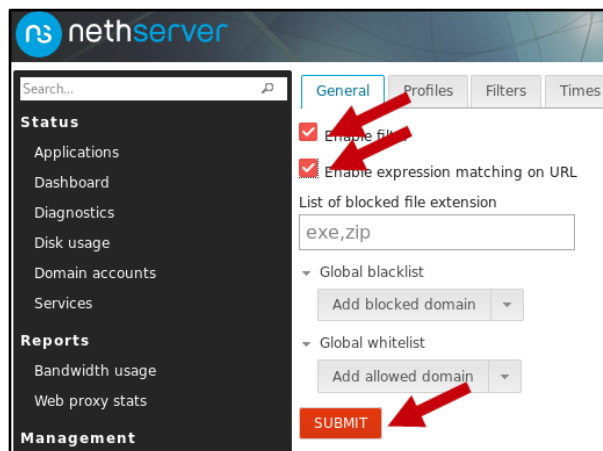 nethserver
Search...
Status
Applications
Dashboard
Diagnostics
Disk usage
Domain accounts
Services
Reports
Bandwidth usage
Web proxy stats
Management
General Profiles Filters Times
Enable filter
Enable expression matching on URL
List of blocked file extension
exe,zip
Global blacklist
Add blocked domain
Global whitelist
Add allowed domain
SUBMIT